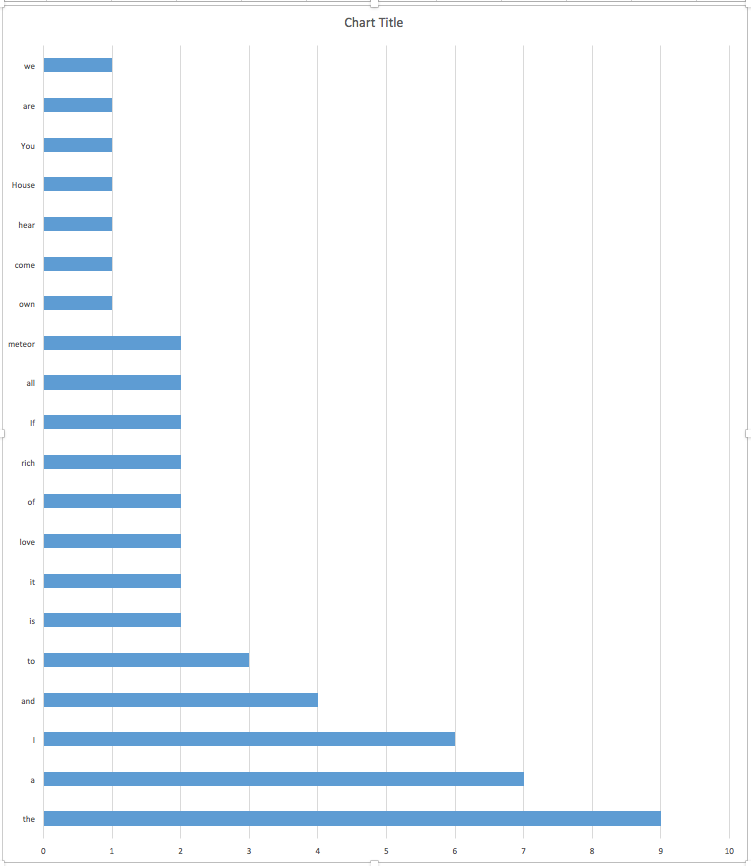 Chart Title
we
are
You
House
hear
come
own
meteor
all
If
rich
of
love
it
is
to
and
I
a
the
0 1 2 3 4 5 6 7 8 9 10